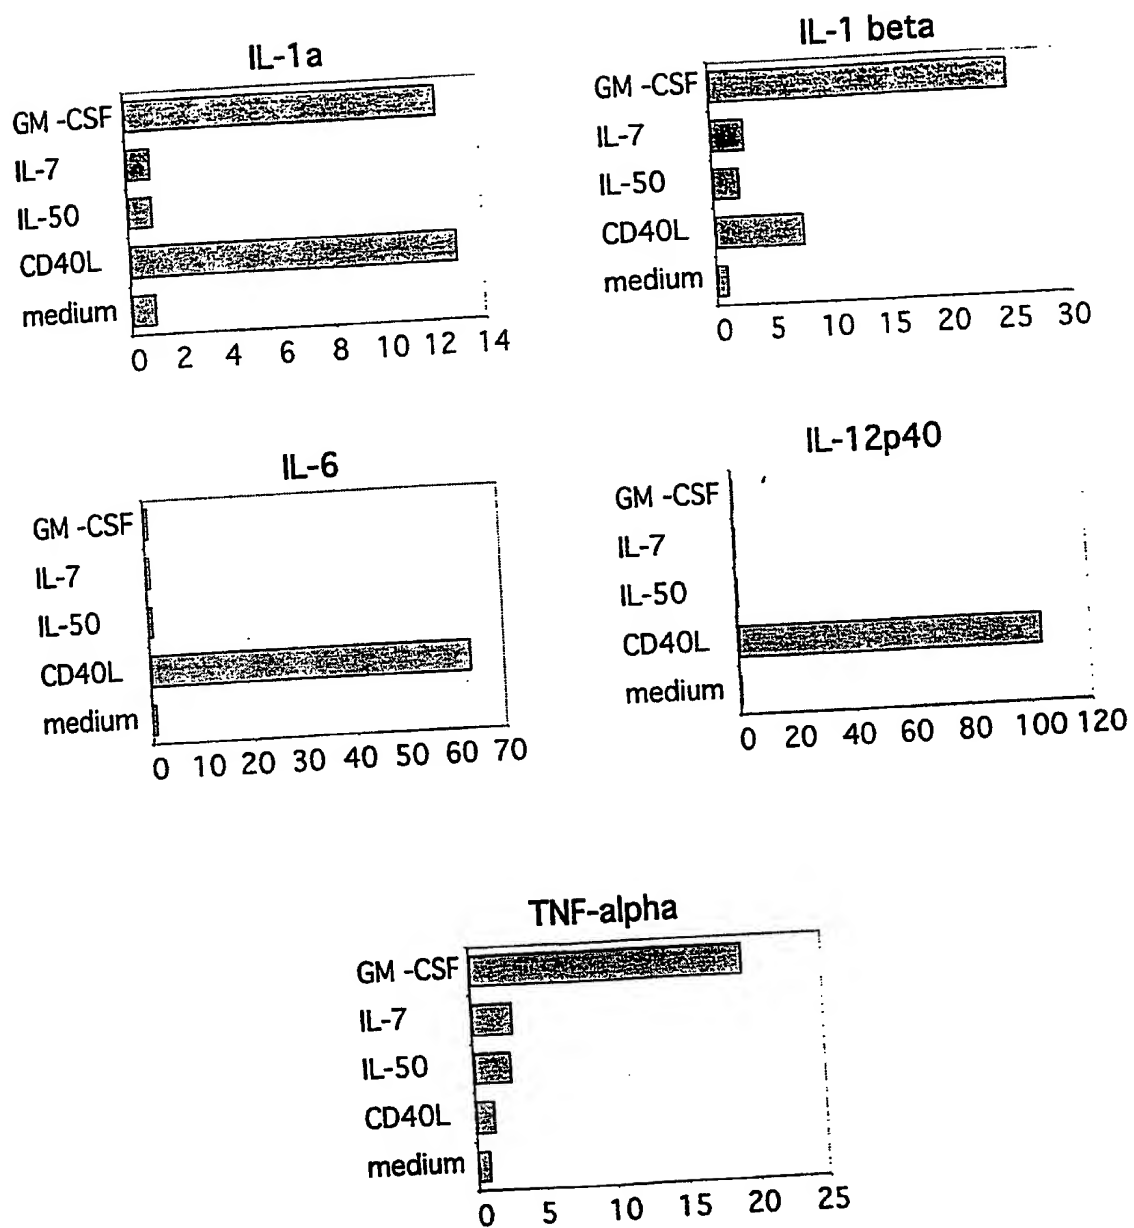 IL-1a
GM -CSF
IL-7
IL-50
CD40L
medium
0 2 4 6 8 10 12 14
IL-1 beta
GM -CSF
IL-7
IL-50
CD40L
medium
0 5 10 15 20 25 30
IL-6
GM -CSF
IL-7
IL-50
CD40L
medium
0 10 20 30 40 50 60 70
IL-12p40
GM -CSF
IL-7
IL-50
CD40L
medium
0 20 40 60 80 100 120
TNF-alpha
GM -CSF
IL-7
IL-50
CD40L
medium
0 5 10 15 20 25